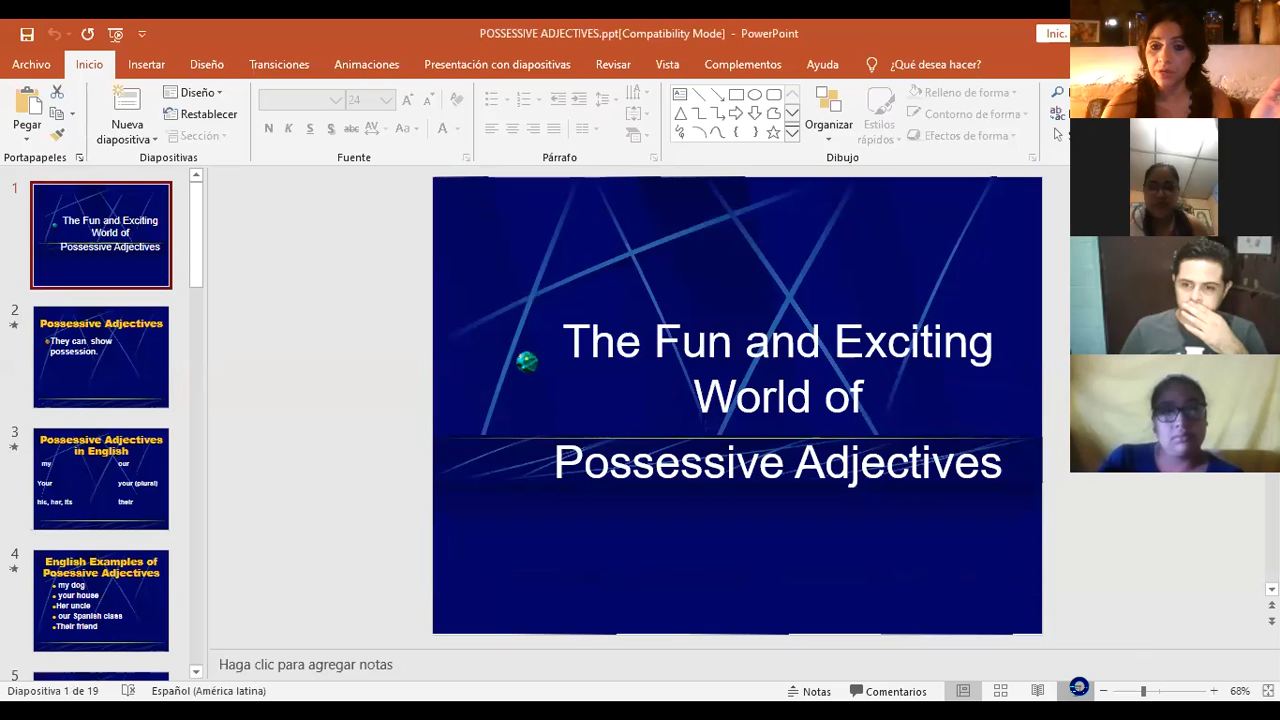 POSSESSIVE ADJECTIVES.ppt[Compatibility Mode] - PowerPoint
Inic.
Archivo Inicio Insertar Diseño Transiciones Animaciones Presentación con diapositivas Revisar Vista Complementos Ayuda ¿Qué desea hacer?
Pegar
Portapapeles
Nueva diapositiva
Diseño
Restablecer
Sección
Diapositivas
24
N K S S abc AV Aa A
Fuente
Párrafo
Organizar
Estilos rápidos
Relleno de forma
Contorno de forma
Efectos de forma
Dibujo
1
The Fun and Exciting
World of
Possessive Adjectives
2
Possessive Adjectives
They can show
possession.
3
Possessive Adjectives
in English
my our
Your your (plural)
his, her, its their
4
English Examples of
Posessive Adjectives
my dog
your house
Her uncle
our Spanish class
Their friend
5
The Fun and Exciting
World of
Possessive Adjectives
Haga clic para agregar notas
Diapositiva 1 de 19 Español (América latina) Notas Comentarios 68%